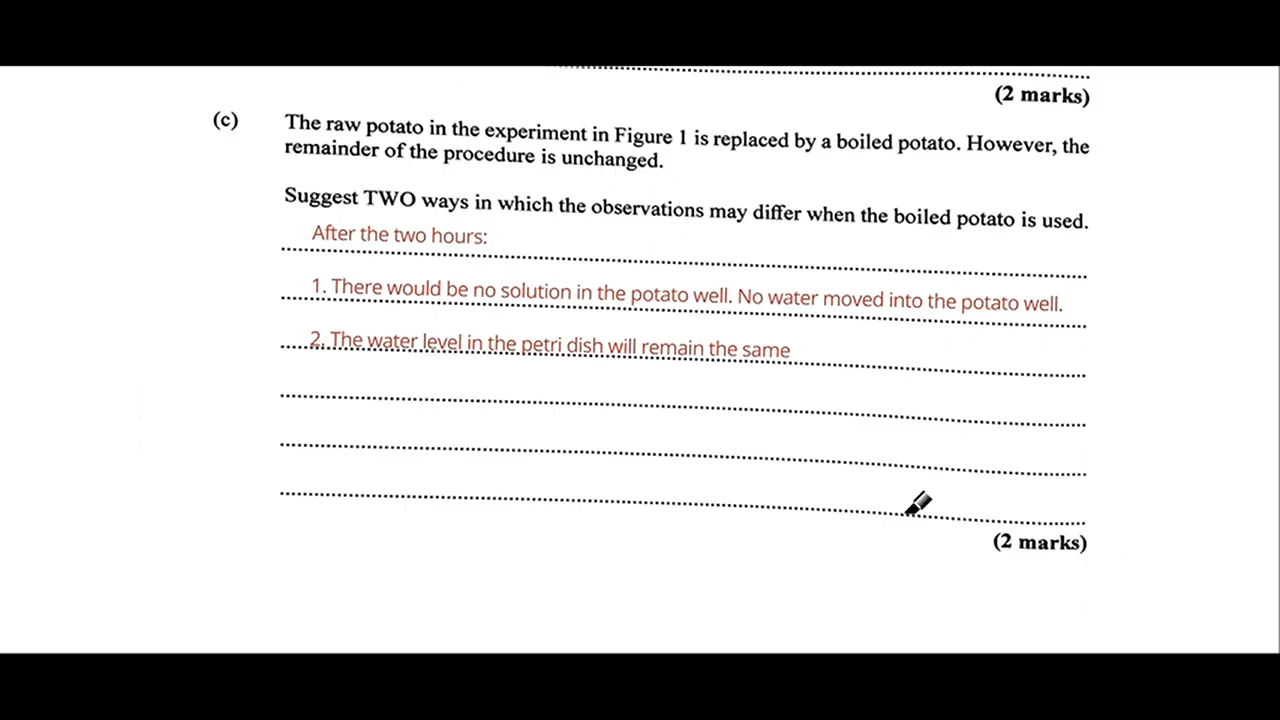 (2 marks)
(c) The raw potato in the experiment in Figure 1 is replaced by a boiled potato. However, the
remainder of the procedure is unchanged.
Suggest TWO ways in which the observations may differ when the boiled potato is used.
After the two hours:
1. There would be no solution in the potato well. No water moved into the potato well.
2. The water level in the petri dish will remain the same
(2 marks)